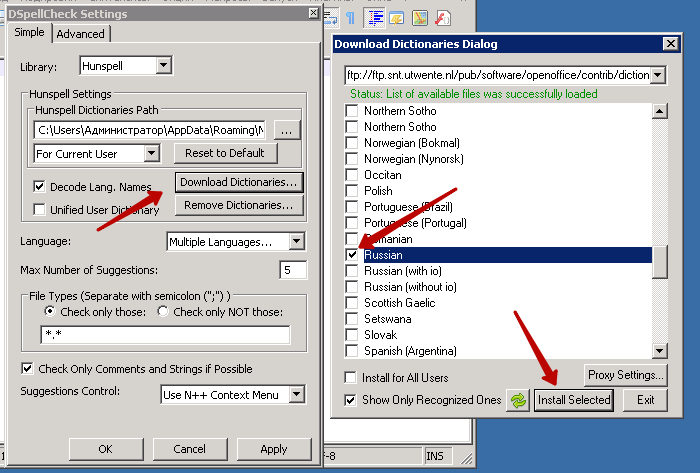 DSpellCheck Settings
Simple
Advanced
Library:
Hunspell
Hunspell Settings
Hunspell Dictionaries Path
C:\Users\Администратор\AppData\Roaming\N
...
For Current User
Reset to Default
Decode Lang. Names
Download Dictionaries...
Unified User Dictionary
Remove Dictionaries...
Language:
Multiple Languages...
Max Number of Suggestions:
5
File Types (Separate with semicolon (";") )
Check only those:
Check only NOT those:
*.*
Check Only Comments and Strings if Possible
Suggestions Control:
Use N++ Context Menu
OK
Cancel
Apply
F-8
INS
Download Dictionaries Dialog
ftp://ftp.snt.utwente.nl/pub/software/openoffice/contrib/diction
Status: List of available files was successfully loaded
Northern Sotho
Northern Sotho
Norwegian (Bokmal)
Norwegian (Nynorsk)
Occitan
Polish
Portuguese (Brazil)
Portuguese (Portugal)
Romanian
Russian
Russian (with io)
Russian (without io)
Scottish Gaelic
Setswana
Slovak
Spanish (Argentina)
Install for All Users
Proxy Settings...
Show Only Recognized Ones
Install Selected
Exit